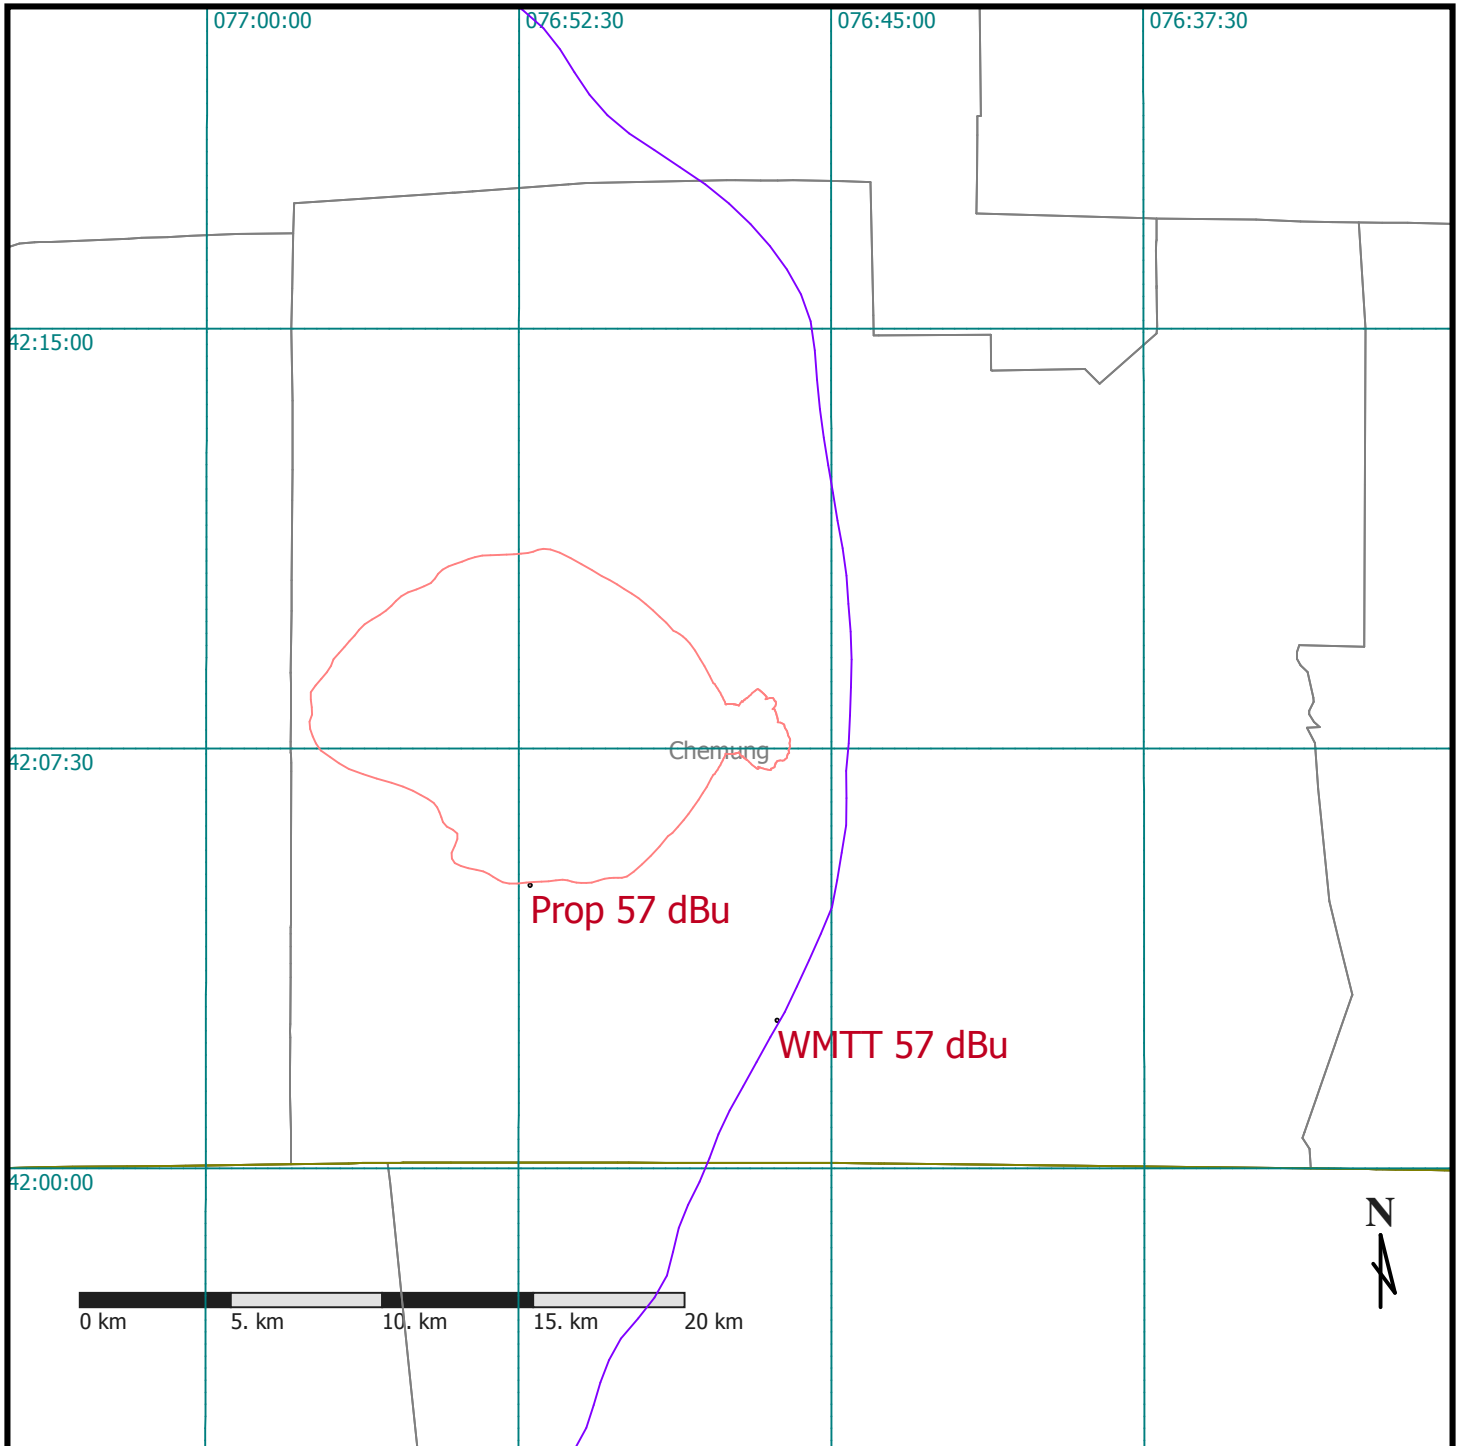 077:00:00 076:52:30 076:45:00 076:37:30
42:15:00
Chemung
42:07:30
Prop 57 dBu
WMTT 57 dBu
42:00:00
N
0 km 5. km 10. km 15. km 20 km